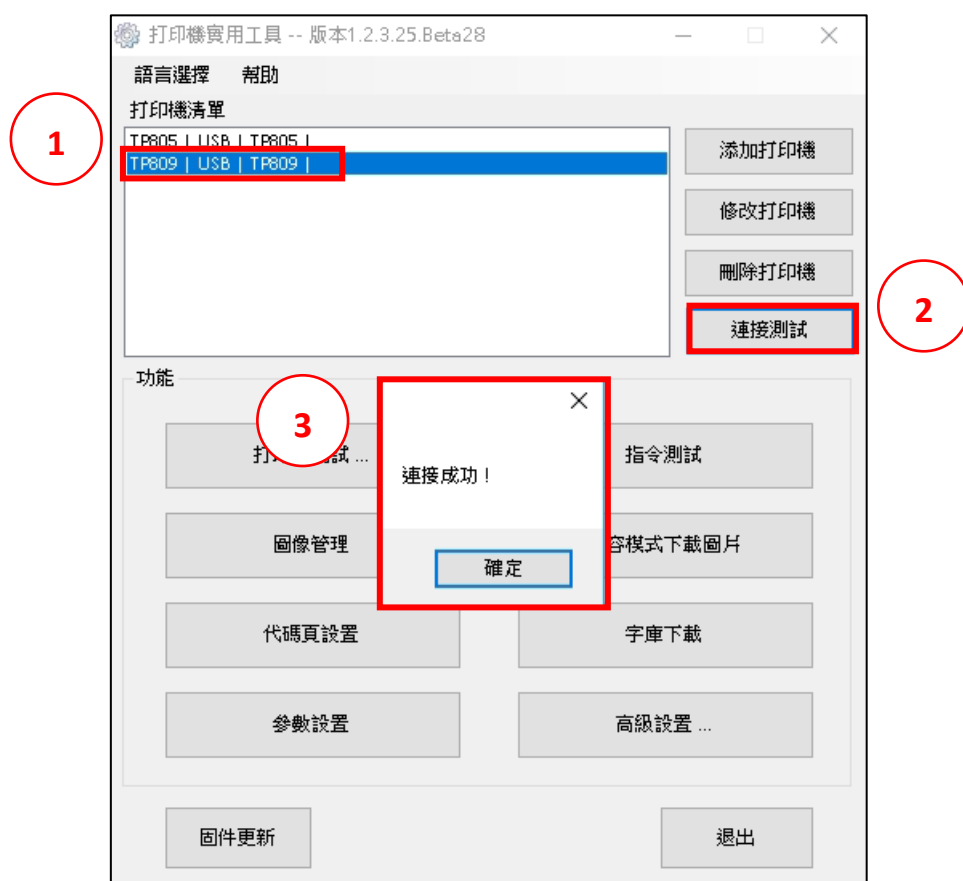 打印機實用工具 -- 版本1.2.3.25.Beta28
語言選擇 幫助
打印機清單
1
TP805 | USB | TP805 |
TP809 | USB | TP809 |
添加打印機
修改打印機
刪除打印機
連接測試
2
功能
3
試 ...
指令測試
連接成功！
確定
圖像管理
容模式下載圖片
代碼頁設置
字庫下載
參數設置
高級設置 ...
固件更新
退出